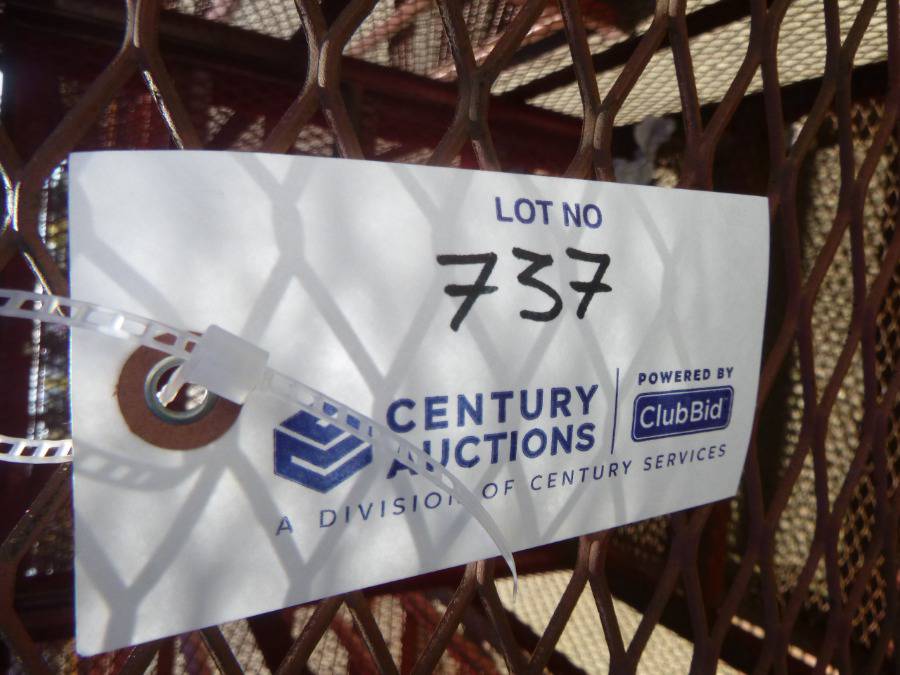 LOT NO
737
CENTURY
AUCTIONS
POWERED BY
ClubBid
A DIVISION OF CENTURY SERVICES